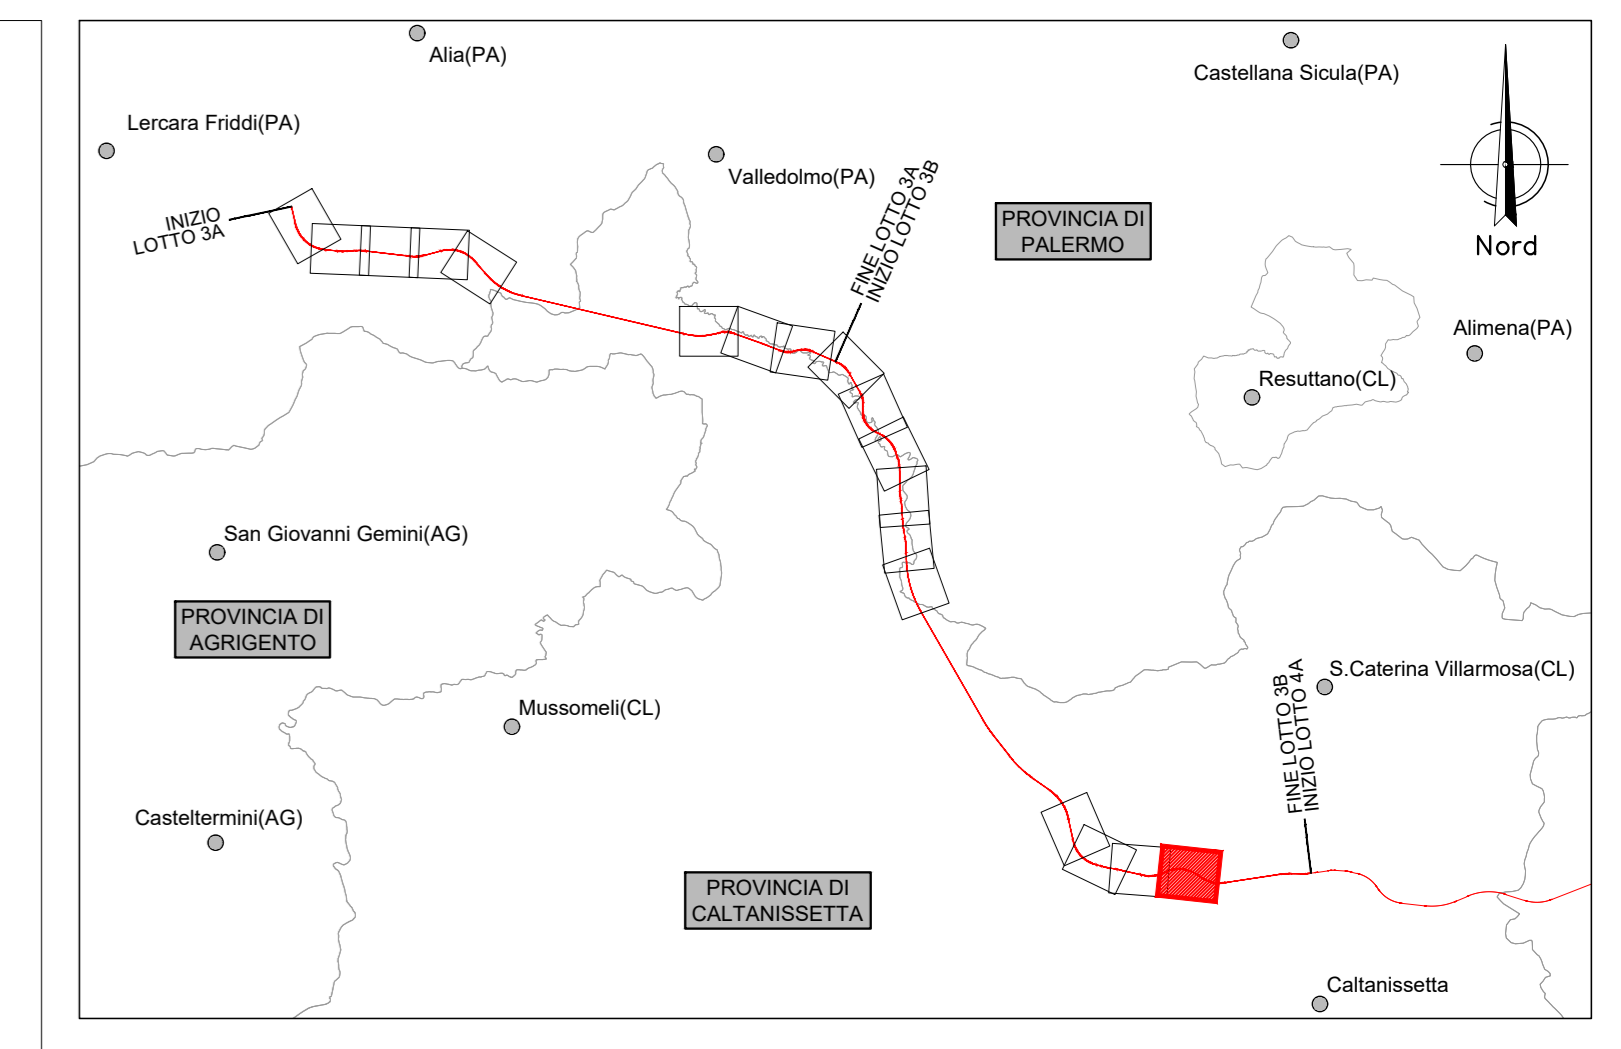 Alia(PA)
Castellana Sicula(PA)
Lercara Friddi(PA)
Valledolmo(PA)
INIZIO
LOTTO 3A
FINE LOTTO 3A
INIZIO LOTTO 3B
PROVINCIA DI
PALERMO
Nord
Alimena(PA)
Resuttano(CL)
San Giovanni Gemini(AG)
PROVINCIA DI
AGRIGENTO
Mussomeli(CL)
S.Caterina Villarmosa(CL)
FINE LOTTO 3B
INIZIO LOTTO 4A
Casteltermini(AG)
PROVINCIA DI
CALTANISSETTA
Caltanissetta